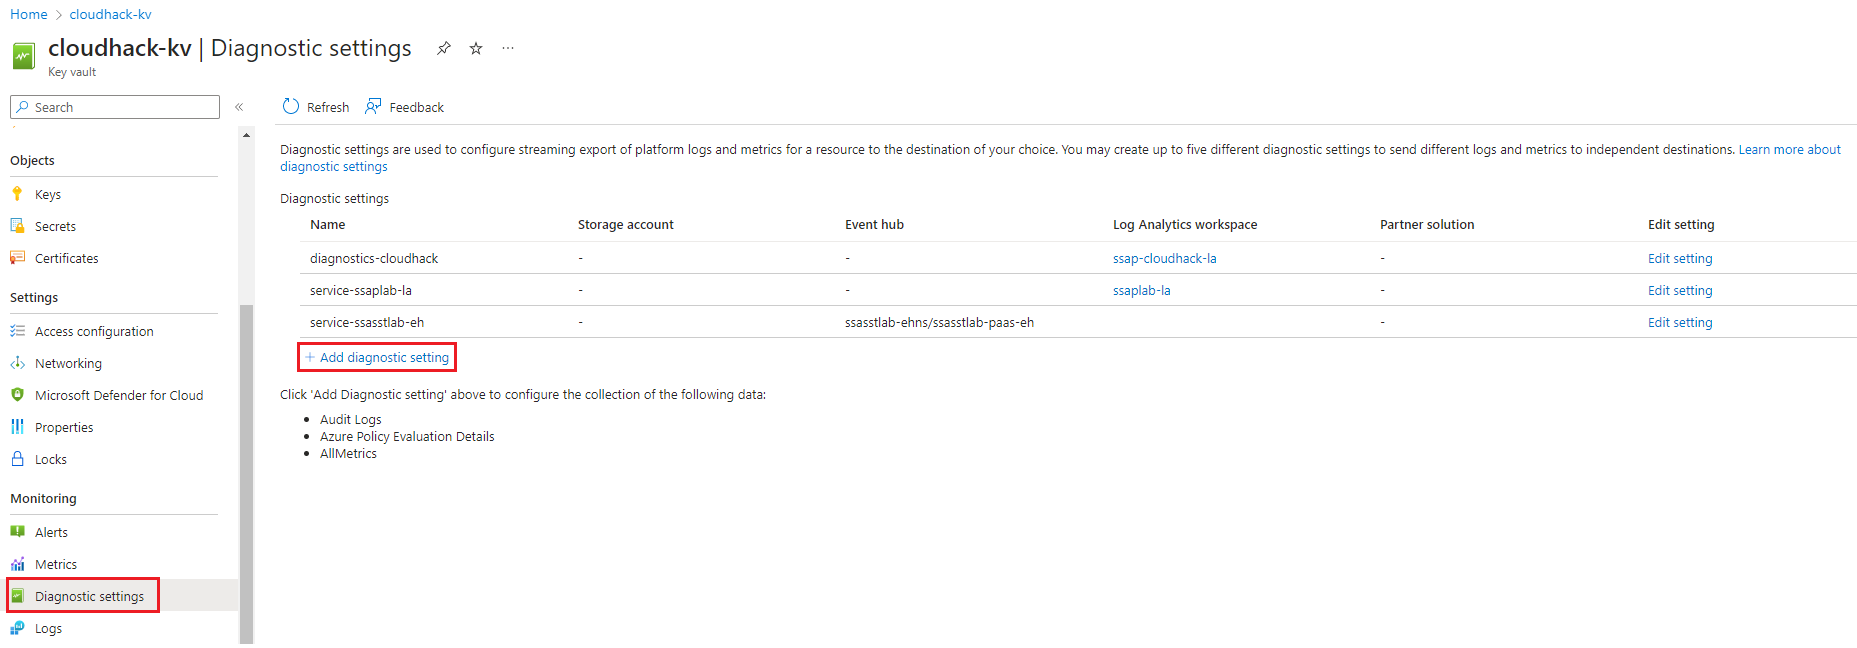 Home > cloudhack-kv
cloudhack-kv | Diagnostic settings ...
Key vault
Search «
Objects
Keys
Secrets
Certificates
Settings
Access configuration
Networking
Microsoft Defender for Cloud
Properties
Locks
Monitoring
Alerts
Metrics
Diagnostic settings
Logs
Refresh Feedback
Diagnostic settings are used to configure streaming export of platform logs and metrics for a resource to the destination of your choice. You may create up to five different diagnostic settings to send different logs and metrics to independent destinations. Learn more about
diagnostic settings
Diagnostic settings
Name Storage account Event hub Log Analytics workspace Partner solution Edit setting
diagnostics-cloudhack - - ssap-cloudhack-la - Edit setting
service-ssaplab-la - - ssaplab-la - Edit setting
service-ssasstlab-eh - ssasstlab-ehns/ssasstlab-paas-eh - Edit setting
+ Add diagnostic setting
Click 'Add Diagnostic setting' above to configure the collection of the following data:
• Audit Logs
• Azure Policy Evaluation Details
• AllMetrics